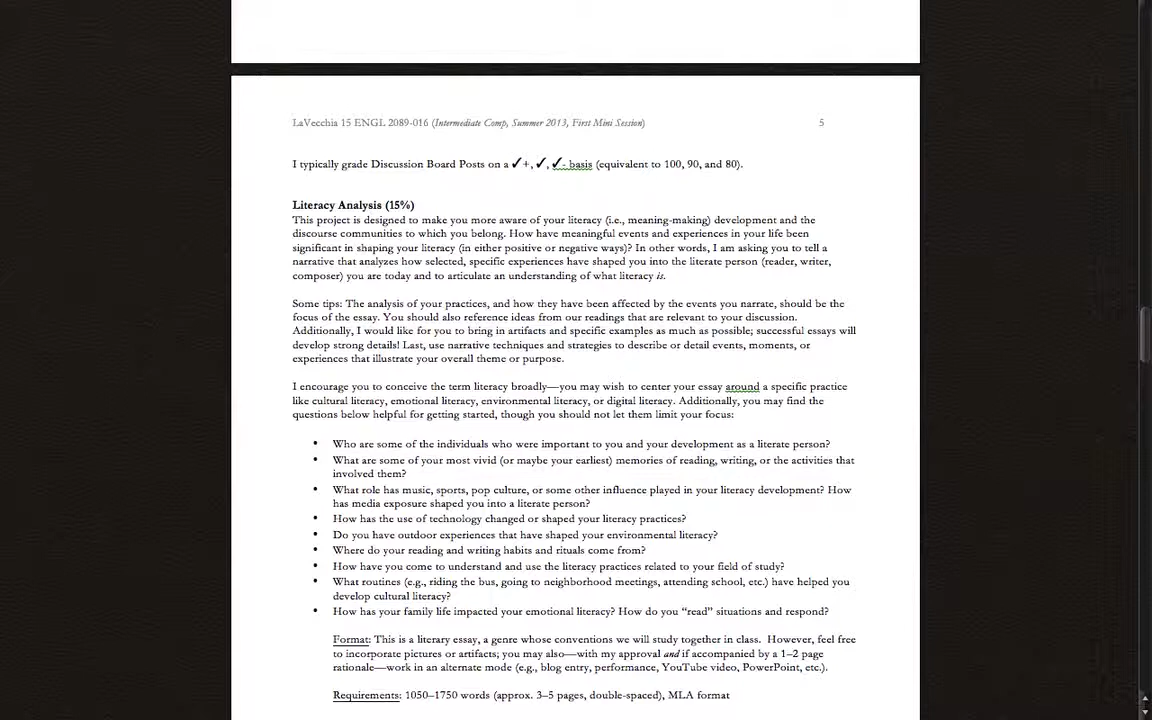 LaVecchia 15 ENGL 2089-016 (Intermediate Comp, Summer 2013, First Mini Session) 5
I typically grade Discussion Board Posts on a ✓+, ✓, ✓- basis (equivalent to 100, 90, and 80).
Literacy Analysis (15%)
This project is designed to make you more aware of your literacy (i.e., meaning-making) development and the
discourse communities to which you belong. How have meaningful events and experiences in your life been
significant in shaping your literacy (in either positive or negative ways)? In other words, I am asking you to tell a
narrative that analyzes how selected, specific experiences have shaped you into the literate person (reader, writer,
composer) you are today and to articulate an understanding of what literacy is.
Some tips: The analysis of your practices, and how they have been affected by the events you narrate, should be the
focus of the essay. You should also reference ideas from our readings that are relevant to your discussion.
Additionally, I would like for you to bring in artifacts and specific examples as much as possible; successful essays will
develop strong details! Last, use narrative techniques and strategies to describe or detail events, moments, or
experiences that illustrate your overall theme or purpose.
I encourage you to conceive the term literacy broadly—you may wish to center your essay around a specific practice
like cultural literacy, emotional literacy, environmental literacy, or digital literacy. Additionally, you may find the
questions below helpful for getting started, though you should not let them limit your focus:
• Who are some of the individuals who were important to you and your development as a literate person?
• What are some of your most vivid (or maybe your earliest) memories of reading, writing, or the activities that
involved them?
• What role has music, sports, pop culture, or some other influence played in your literacy development? How
has media exposure shaped you into a literate person?
• How has the use of technology changed or shaped your literacy practices?
• Do you have outdoor experiences that have shaped your environmental literacy?
• Where do your reading and writing habits and rituals come from?
• How have you come to understand and use the literacy practices related to your field of study?
• What routines (e.g., riding the bus, going to neighborhood meetings, attending school, etc.) have helped you
develop cultural literacy?
• How has your family life impacted your emotional literacy? How do you “read” situations and respond?
Format: This is a literary essay, a genre whose conventions we will study together in class. However, feel free
to incorporate pictures or artifacts; you may also—with my approval and if accompanied by a 1–2 page
rationale—work in an alternate mode (e.g., blog entry, performance, YouTube video, PowerPoint, etc.).
Requirements: 1050–1750 words (approx. 3–5 pages, double-spaced), MLA format